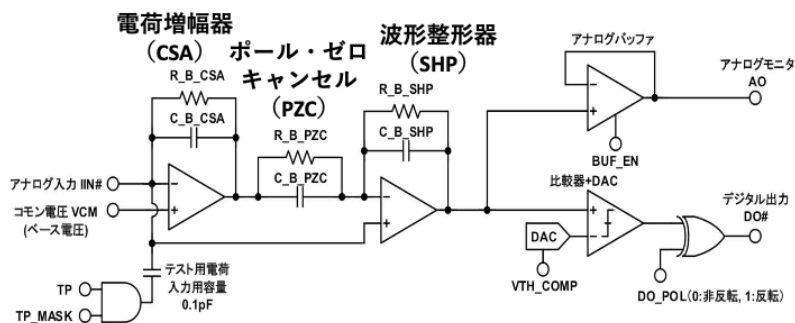 電荷増幅器
(CSA)
ポール・ゼロ
キャンセル
(PZC)
波形整形器
(SHP)
アナログバッファ
アナログモニタ
AO
R_B_CSA
C_B_CSA
R_B_PZC
C_B_PZC
R_B_SHP
C_B_SHP
BUF_EN
アナログ入力 IIN#
コモン電圧 VCM
(ベース電圧)
比較器+DAC
デジタル出力
DO#
DAC
VTH_COMP
DO_POL(0:非反転, 1:反転)
テスト用電荷
入力用容量
0.1pF
TP
TP_MASK
− 
+
−
+
−
+
+
−